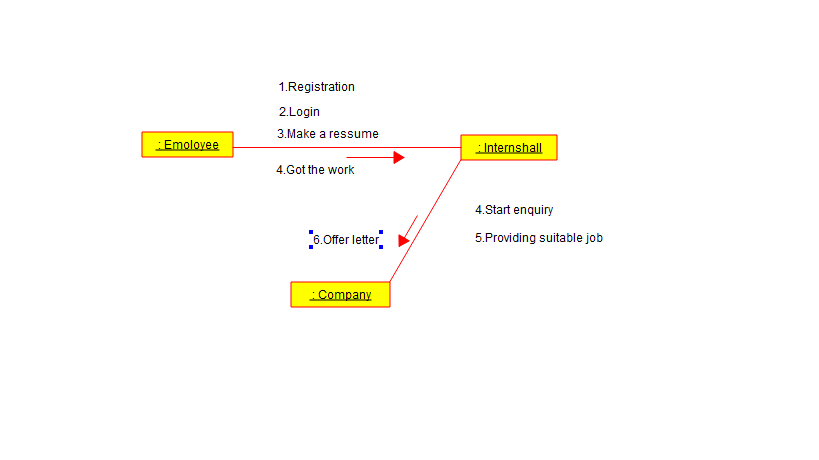 1.Registration
2.Login
3.Make a ressume
: Emoloyee
: Internshall
4.Got the work
4.Start enquiry
6.Offer letter
5.Providing suitable job
: Company